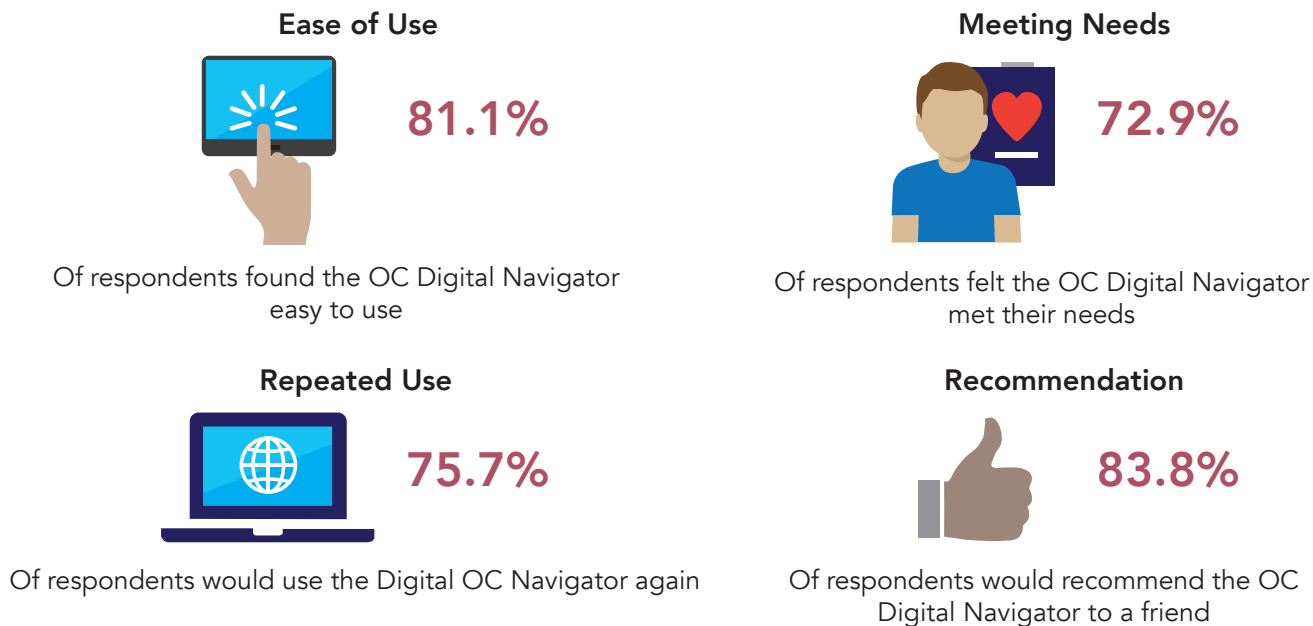 Ease of Use
81.1%
Of respondents found the OC Digital Navigator
easy to use
Meeting Needs
72.9%
Of respondents felt the OC Digital Navigator
met their needs
Repeated Use
75.7%
Of respondents would use the Digital OC Navigator again
Recommendation
83.8%
Of respondents would recommend the OC
Digital Navigator to a friend